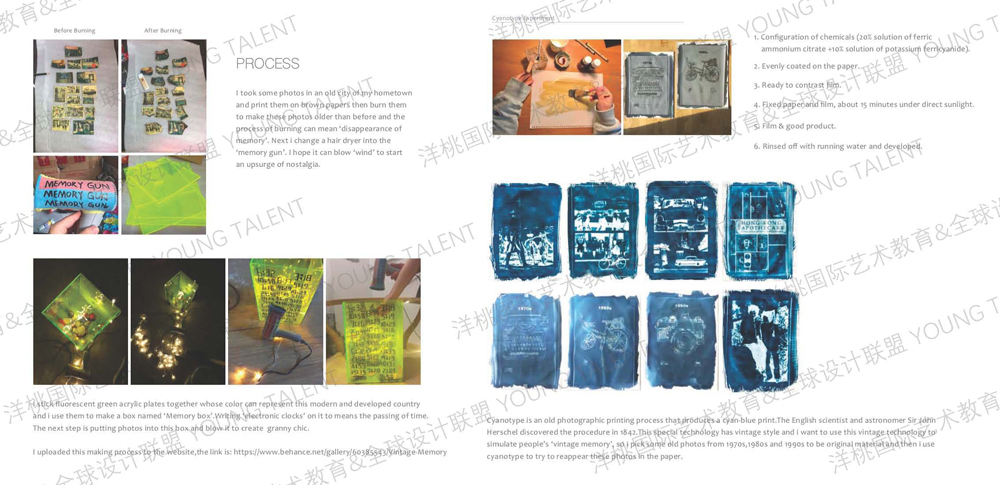 Before Burning
After Burning
PROCESS
I took some photos in an old city of my hometown
and print them on brown papers then burn them
to make these photos older than before and the
process of burning can mean 'disappearance of
memory'. Next i change a hair dryer into the
'memory gun'. I hope it can blow 'wind' to start
an upsurge of nostalgia.
MEMORY GUN
MEMORY GUN
MEMORY GUN
I stick fluorescent green acrylic plates together whose color can represent this modern and developed country
and i use them to make a box named 'Memory box'.Writing 'electronic clocks' on it to means the passing of time.
The next step is putting photos into this box and blow it to create granny chic.
I uploaded this making process to the website,the link is: https://www.behance.net/gallery/60385543/Vintage-Memory
Cyanotype Experiment
1. Configuration of chemicals (20% solution of ferric
ammonium citrate +10% solution of potassium ferricyanide).
2. Evenly coated on the paper.
3. Ready to contrast film.
4. Fixed paper and film, about 15 minutes under direct sunlight.
5. Film & good product.
6. Rinsed off with running water and developed.
HONG KONG
APOTHECARY
1970s
1980s
1990s
Cyanotype is an old photographic printing process that produces a cyan-blue print.The English scientist and astronomer Sir John
Herschel discovered the procedure in 1842.This special technology has vintage style and i want to use this vintage technology to
simulate people's 'vintage memory', so i pick some old photos from 1970s,1980s and 1990s to be original material and then i use
cyanotype to try to reappear these photos in the paper.
洋桃国际艺术教育&全球设计联盟 YOUNG TALENT